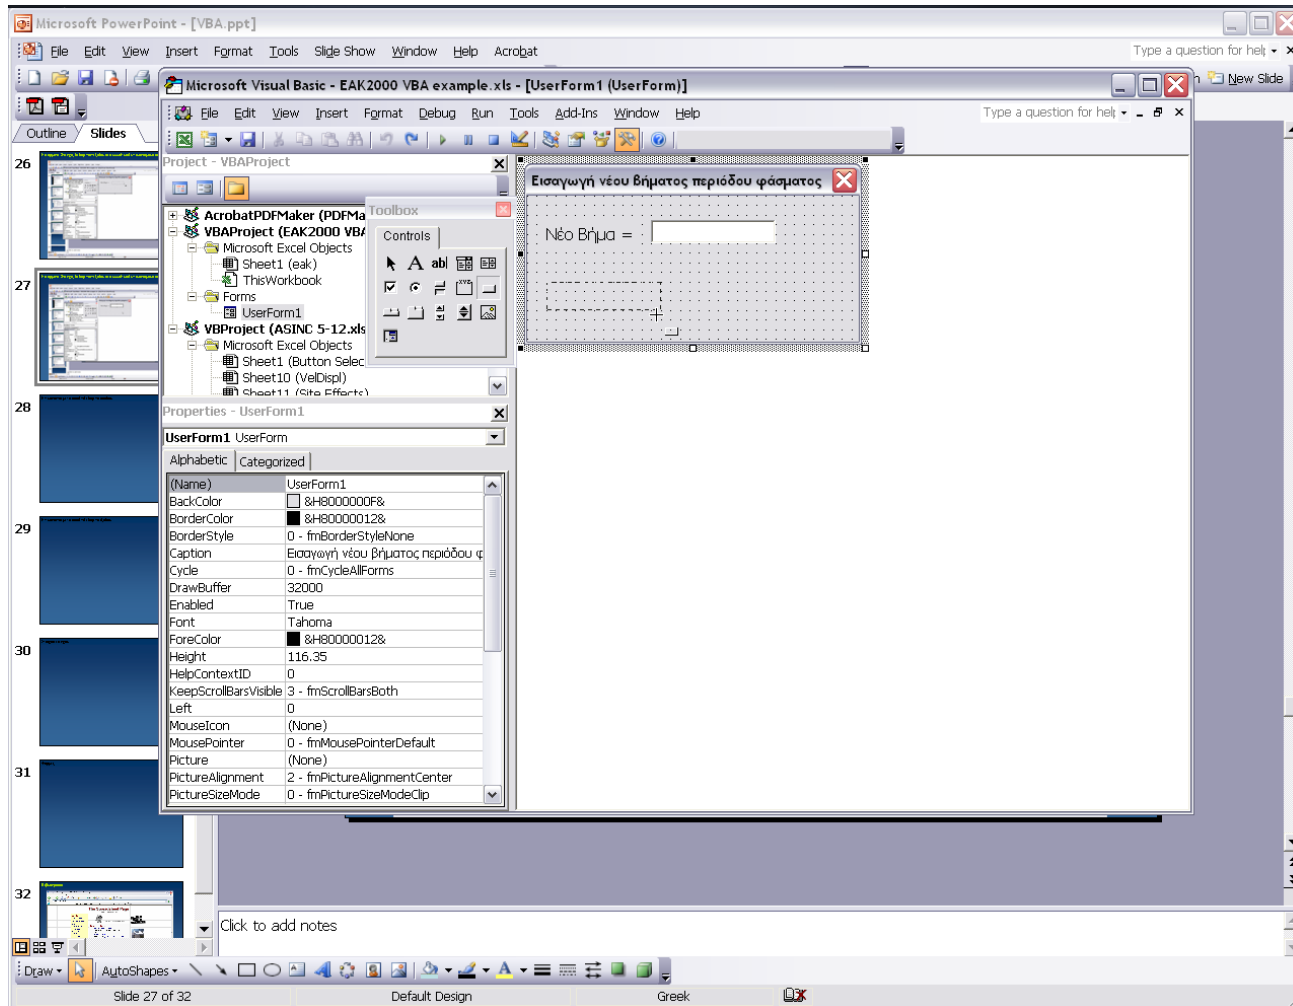 Microsoft PowerPoint - [VBA.ppt]
File Edit View Insert Format Tools Slide Show Window Help Acrobat
Type a question for help
New Slide
Outline Slides
26
27
28
29
30
31
32
Microsoft Visual Basic - EAK2000 VBA example.xls - [UserForm1 (UserForm)]
File Edit View Insert Format Debug Run Tools Add-Ins Window Help
Type a question for help
Project - VBAProject
AcrobatPDFMaker (PDFMa
VBAProject (EAK2000 VBA
Microsoft Excel Objects
Sheet1 (eak)
ThisWorkbook
Forms
UserForm1
VBProject (ASINC 5-12.xls
Microsoft Excel Objects
Sheet1 (Button Selec
Sheet10 (VelDispl)
Sheet11 (Site Effects)
Toolbox
Controls
Εισαγωγή νέου βήματος περιόδου φάσματος
Νέο Βήμα =
Properties - UserForm1
UserForm1 UserForm
Alphabetic Categorized
(Name) UserForm1
BackColor &H8000000F&
BorderColor &H80000012&
BorderStyle 0 - fmBorderStyleNone
Caption Εισαγωγή νέου βήματος περιόδου φ
Cycle 0 - fmCycleAllForms
DrawBuffer 32000
Enabled True
Font Tahoma
ForeColor &H80000012&
Height 116.35
HelpContextID 0
KeepScrollBarsVisible 3 - fmScrollBarsBoth
Left 0
MouseIcon (None)
MousePointer 0 - fmMousePointerDefault
Picture (None)
PictureAlignment 2 - fmPictureAlignmentCenter
PictureSizeMode 0 - fmPictureSizeModeClip
Click to add notes
Draw AutoShapes
Slide 27 of 32 Default Design Greek